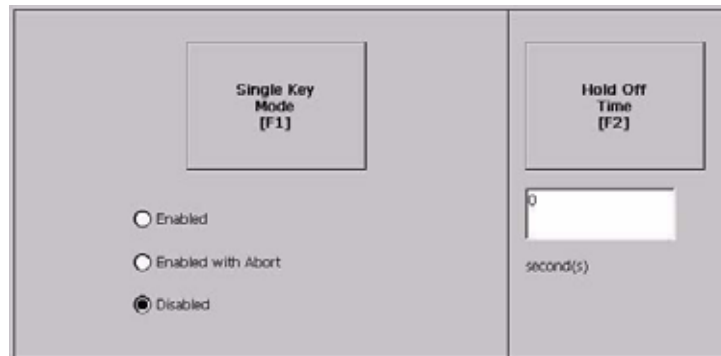 Single Key
Mode
[F1]
Enabled
Enabled with Abort
Disabled
Hold Off
Time
[F2]
0
second(s)